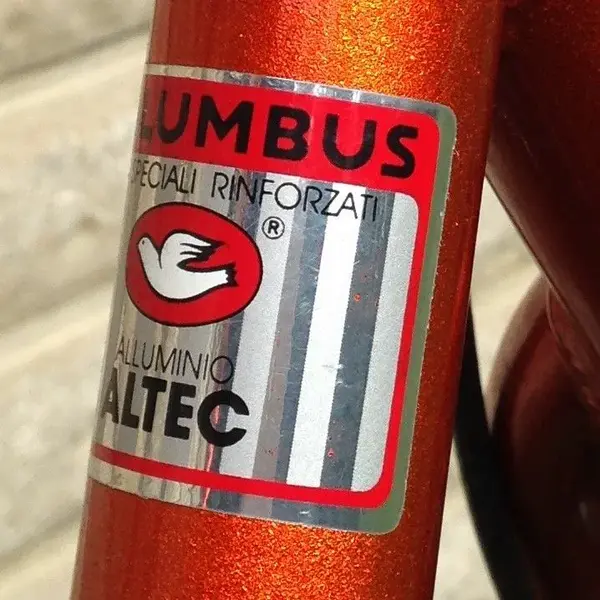 LUMBUS
SPECIALI RINFORZATI
®
ALLUMINIO
ALTEC